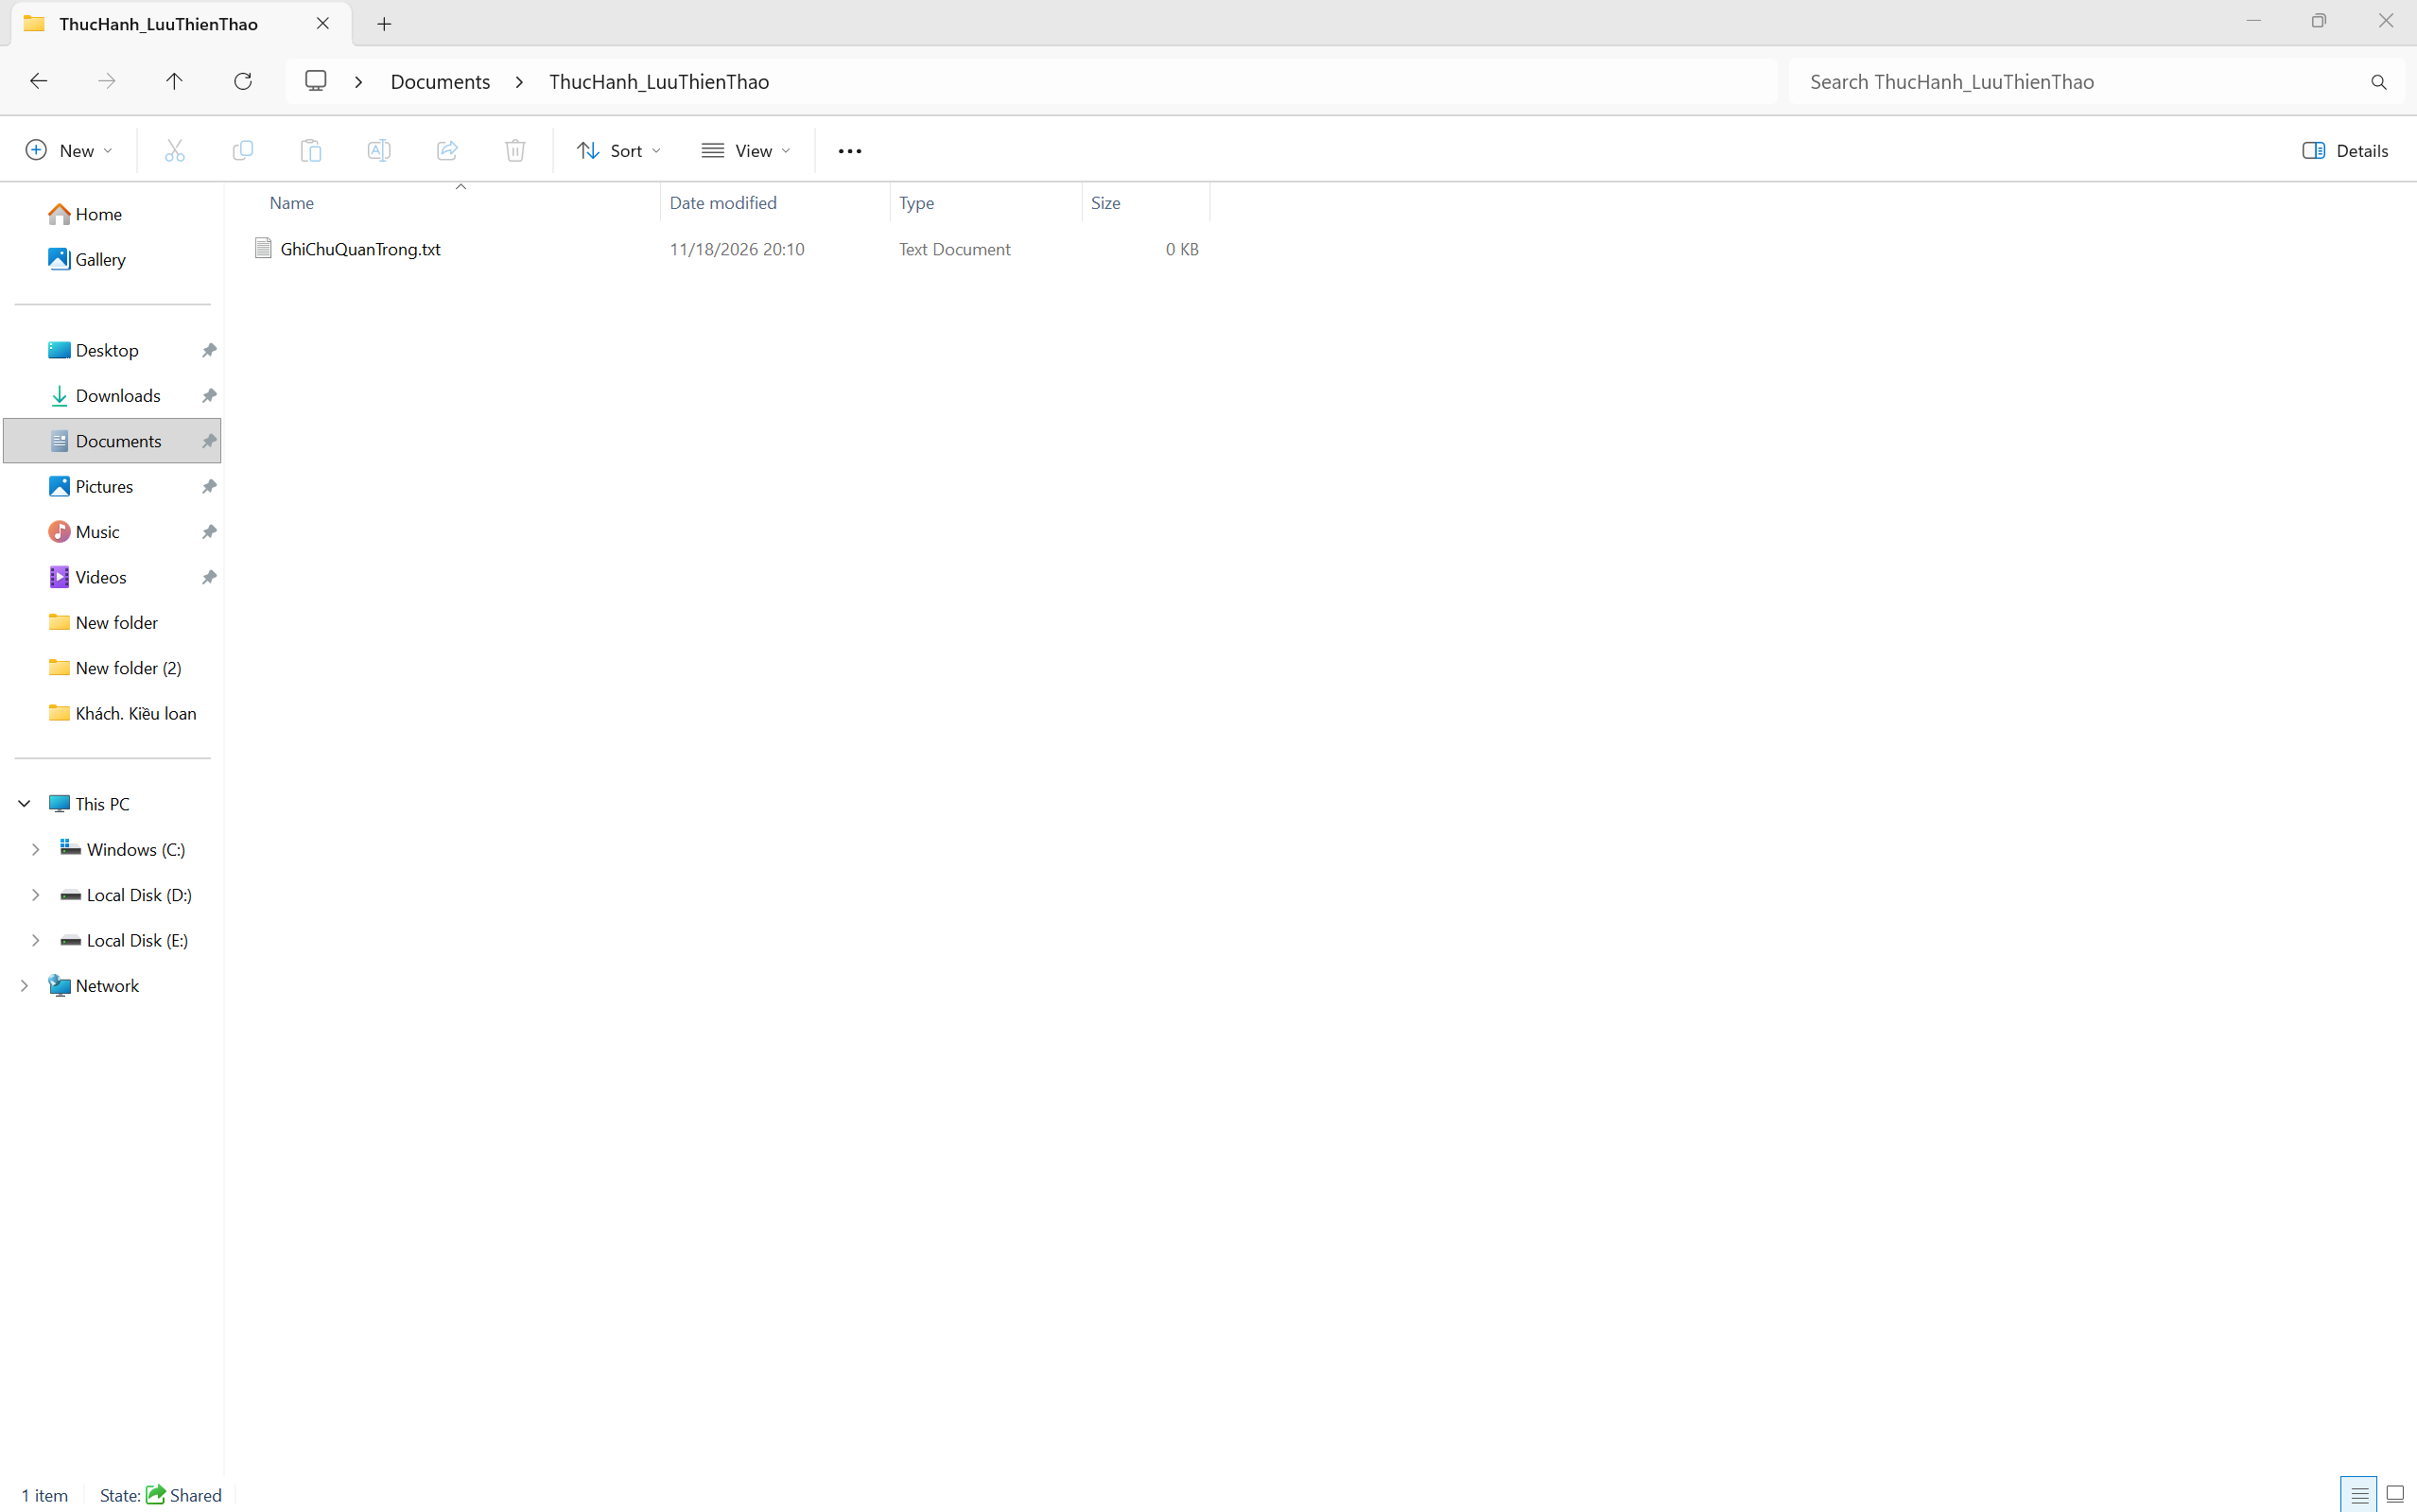 ThucHanh_LuuThienThao
Documents > ThucHanh_LuuThienThao
Search ThucHanh_LuuThienThao
New
Sort
View
Details
Name
Date modified
Type
Size
GhiChuQuanTrong.txt
11/18/2026 20:10
Text Document
0 KB
Home
Gallery
Desktop
Downloads
Documents
Pictures
Music
Videos
New folder
New folder (2)
Khách. Kiều loan
This PC
Windows (C:)
Local Disk (D:)
Local Disk (E:)
Network
1 item
State: Shared